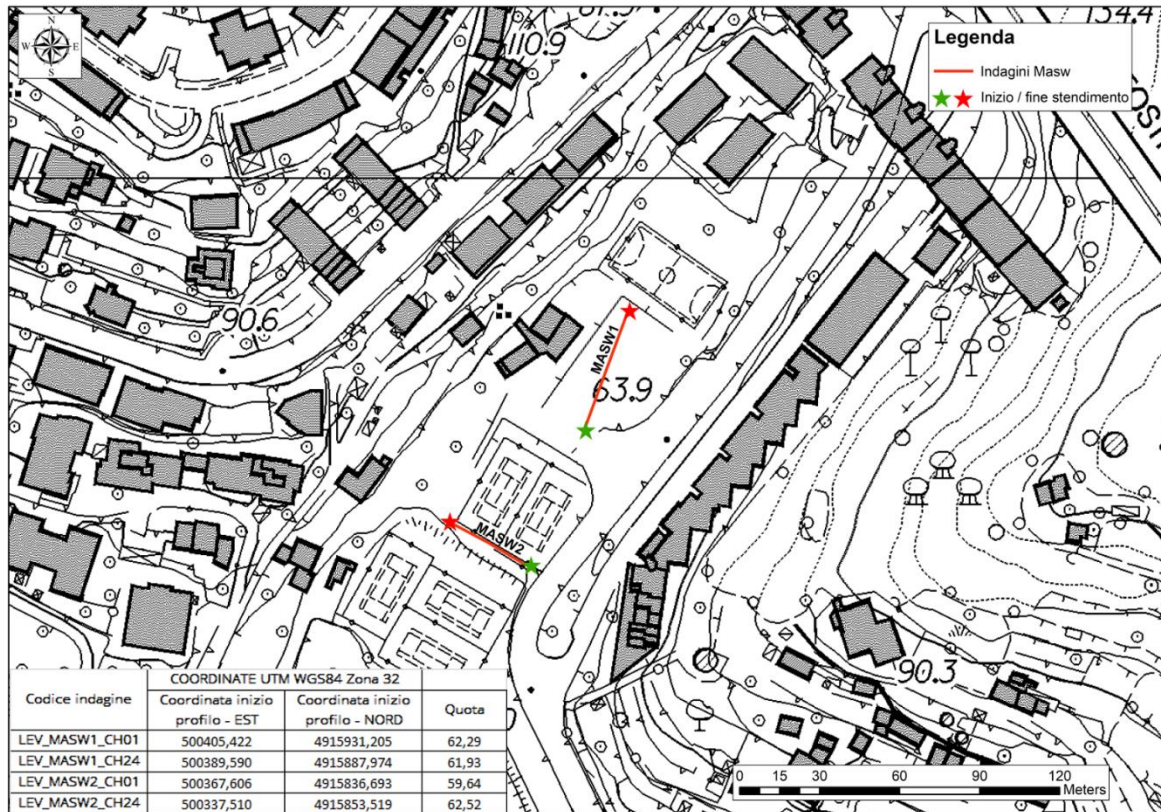 N
W E
S
110.9
134.4
Legenda
Indagini Masw
Inizio / fine stendimento
90.6
MASW1
63.9
MASW2
90.3
COORDINATE UTM WGS84 Zona 32
Codice indagine Coordinata inizio profilo - EST Coordinata inizio profilo - NORD Quota
LEV_MASW1_CH01 500405,422 4915931,205 62,29
LEV_MASW1_CH24 500389,590 4915887,974 61,93
LEV_MASW2_CH01 500367,606 4915836,693 59,64
LEV_MASW2_CH24 500337,510 4915853,519 62,52
0 15 30 60 90 120
Meters